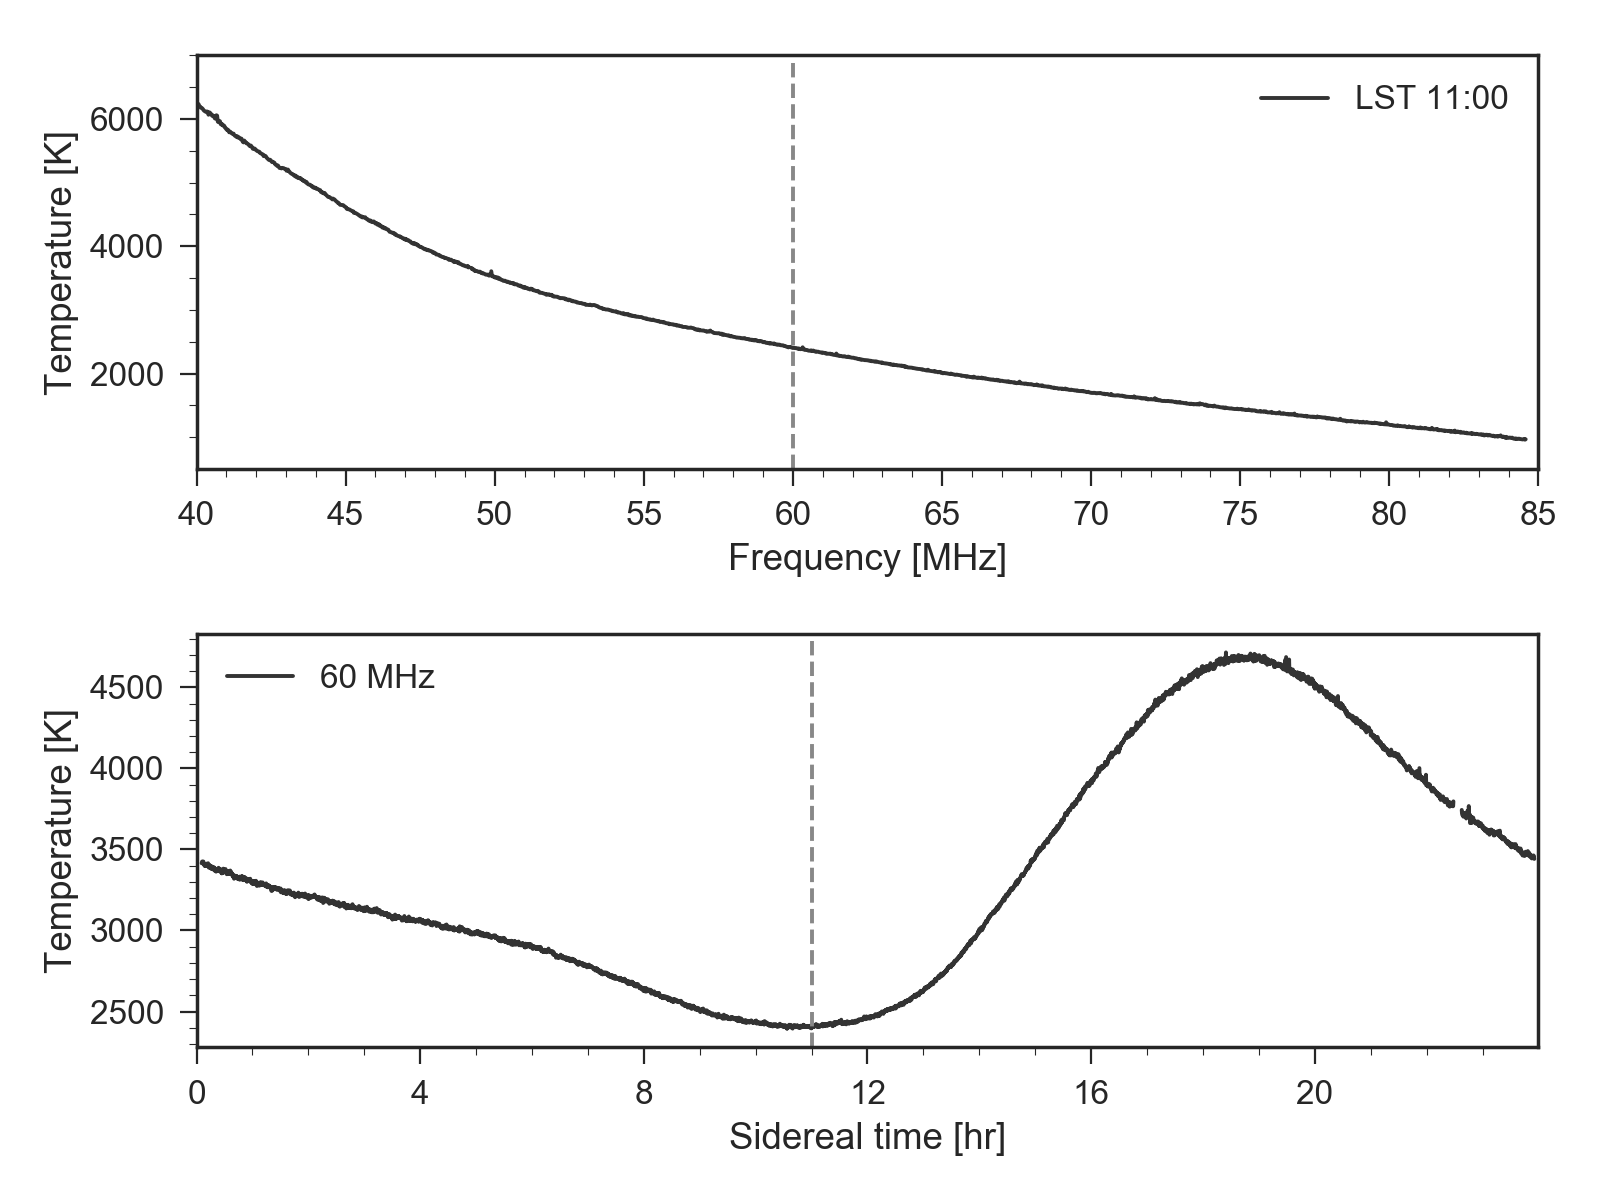 LST 11:00
6000
4000
2000
Temperature [K]
40 45 50 55 60 65 70 75 80 85
Frequency [MHz]
60 MHz
4500
4000
3500
3000
2500
Temperature [K]
0 4 8 12 16 20
Sidereal time [hr]